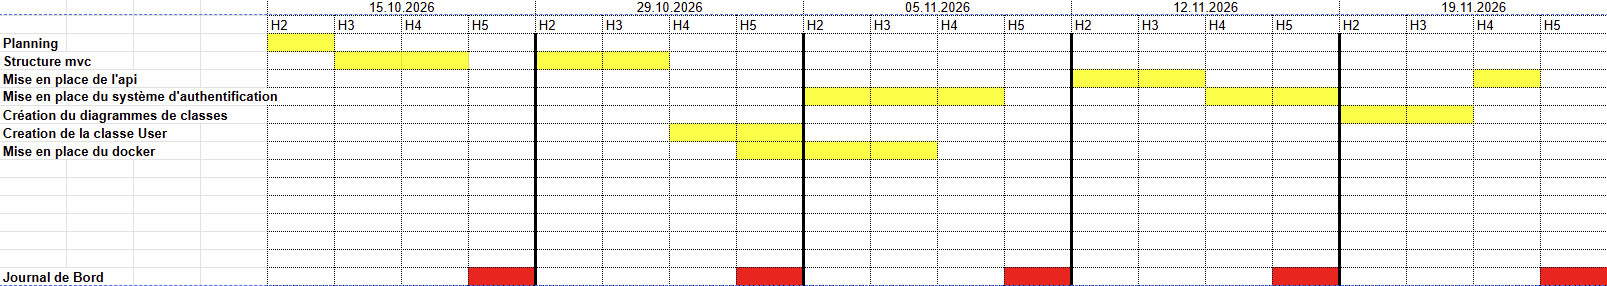 15.10.2026 29.10.2026 05.11.2026 12.11.2026 19.11.2026
H2 H3 H4 H5 H2 H3 H4 H5 H2 H3 H4 H5 H2 H3 H4 H5 H2 H3 H4 H5
Planning
Structure mvc
Mise en place de l'api
Mise en place du système d'authentification
Création du diagrammes de classes
Creation de la classe User
Mise en place du docker
Journal de Bord